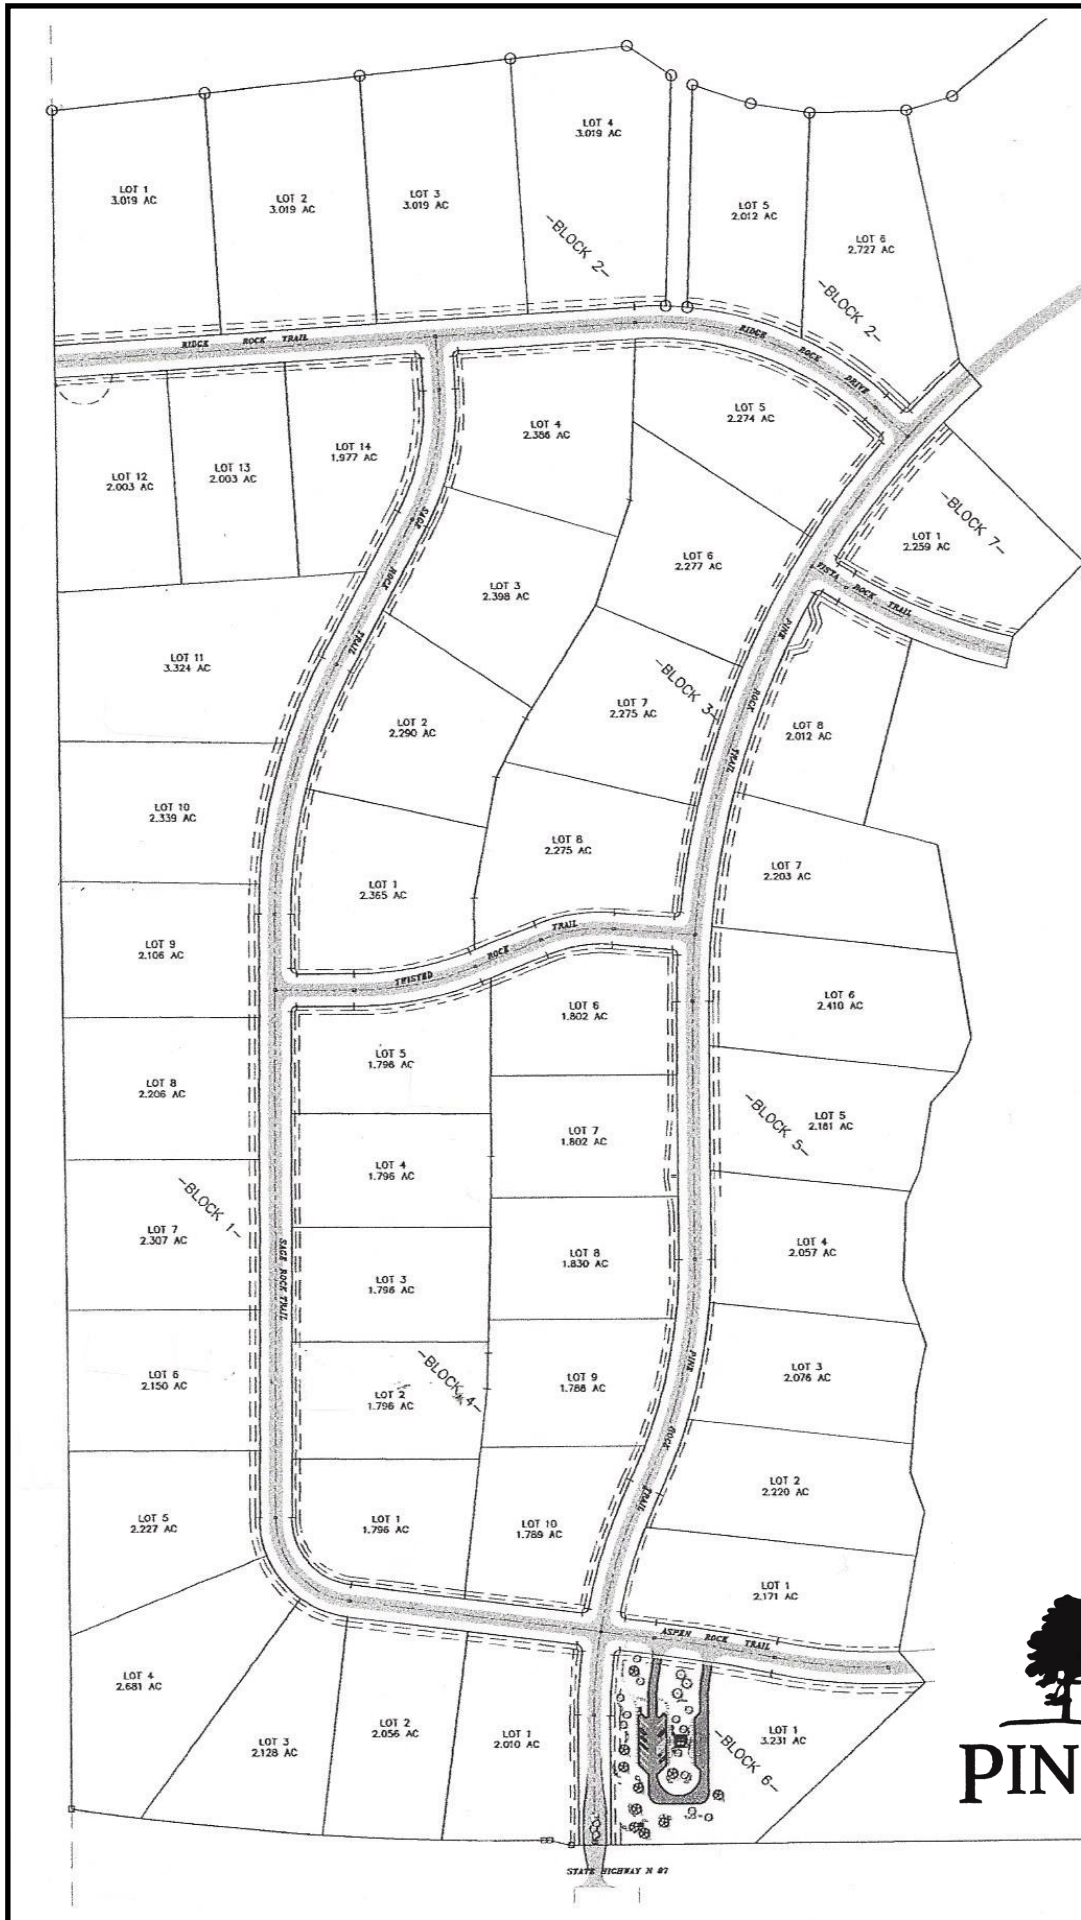 LOT 4
3.019 AC
LOT 1
3.019 AC
LOT 2
3.019 AC
LOT 3
3.019 AC
LOT 5
2.012 AC
LOT 6
2.727 AC
-BLOCK 2-
-BLOCK 2-
RIDGE ROCK TRAIL
RIDGE ROCK DRIVE
LOT 12
2.003 AC
LOT 13
2.003 AC
LOT 14
1.977 AC
LOT 4
2.386 AC
LOT 5
2.274 AC
SAGE ROCK TRAIL
LOT 3
2.398 AC
LOT 6
2.277 AC
LOT 1
2.259 AC
-BLOCK 7-
VISTA ROCK TRAIL
PINE ROCK TRAIL
LOT 11
3.324 AC
LOT 2
2.290 AC
LOT 7
2.275 AC
-BLOCK 3-
LOT 8
2.012 AC
LOT 10
2.339 AC
LOT 1
2.365 AC
LOT 8
2.275 AC
LOT 7
2.203 AC
LOT 9
2.106 AC
TWISTED ROCK TRAIL
LOT 6
2.410 AC
LOT 5
1.796 AC
LOT 6
1.802 AC
LOT 8
2.206 AC
LOT 4
1.796 AC
LOT 7
1.802 AC
-BLOCK 5-
LOT 5
2.181 AC
-BLOCK 1-
LOT 7
2.307 AC
SAGE ROCK TRAIL
LOT 3
1.796 AC
LOT 8
1.830 AC
LOT 4
2.057 AC
LOT 6
2.150 AC
LOT 2
1.796 AC
-BLOCK 4-
LOT 9
1.788 AC
PINE ROCK TRAIL
LOT 3
2.076 AC
LOT 5
2.227 AC
LOT 1
1.796 AC
LOT 10
1.789 AC
LOT 2
2.220 AC
LOT 1
2.171 AC
ASPEN ROCK TRAIL
LOT 4
2.681 AC
LOT 3
2.128 AC
LOT 2
2.056 AC
LOT 1
2.010 AC
LOT 1
3.231 AC
-BLOCK 6-
PIN
STATE HIGHWAY N 87